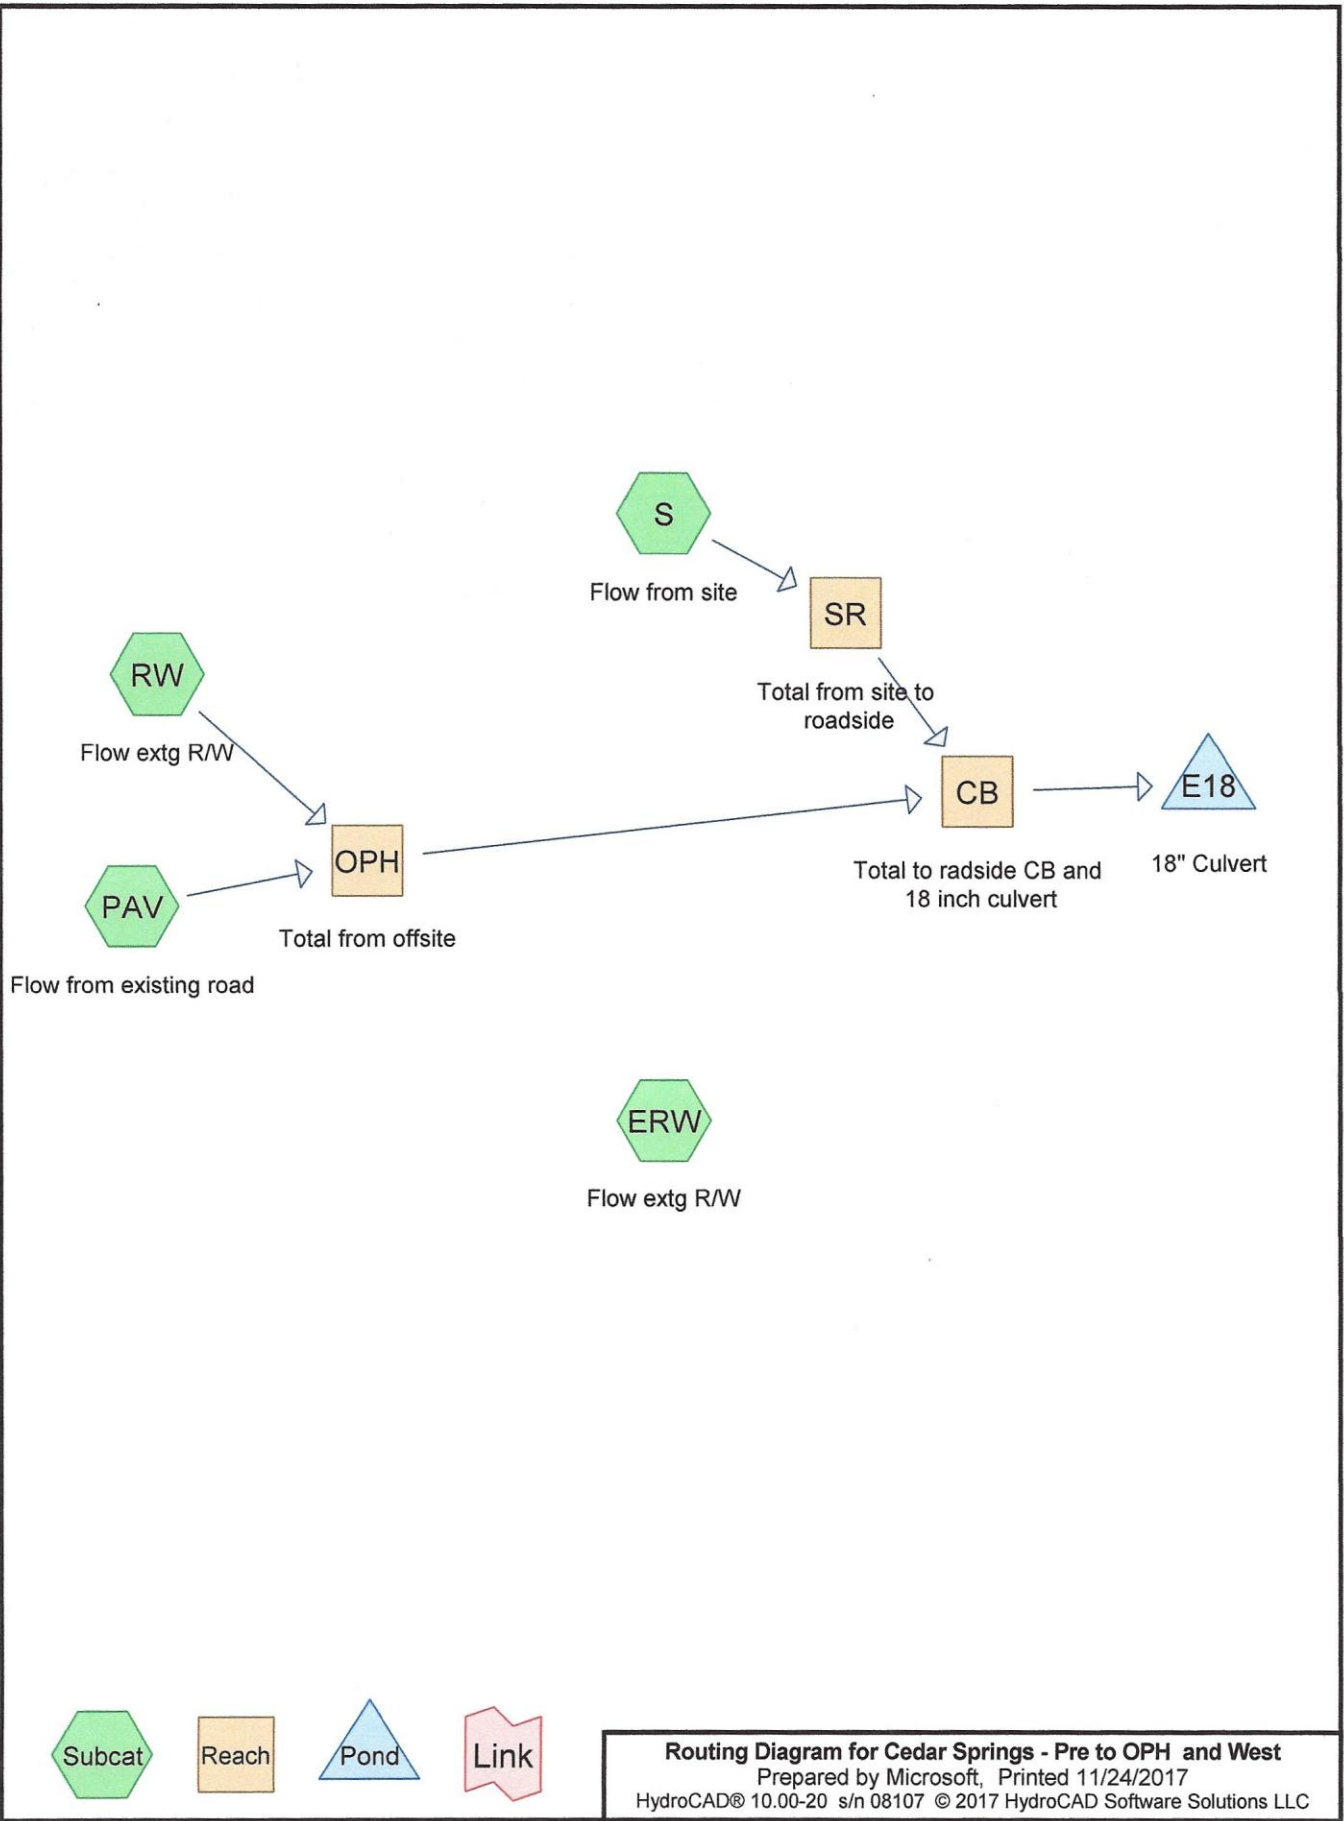 S
Flow from site
SR
Total from site to
roadside
RW
Flow extg R/W
OPH
Total from offsite
PAV
Flow from existing road
CB
Total to radside CB and
18 inch culvert
E18
18" Culvert
ERW
Flow extg R/W
Subcat
Reach
Pond
Link
Routing Diagram for Cedar Springs - Pre to OPH and West
Prepared by Microsoft, Printed 11/24/2017
HydroCAD® 10.00-20 s/n 08107 © 2017 HydroCAD Software Solutions LLC